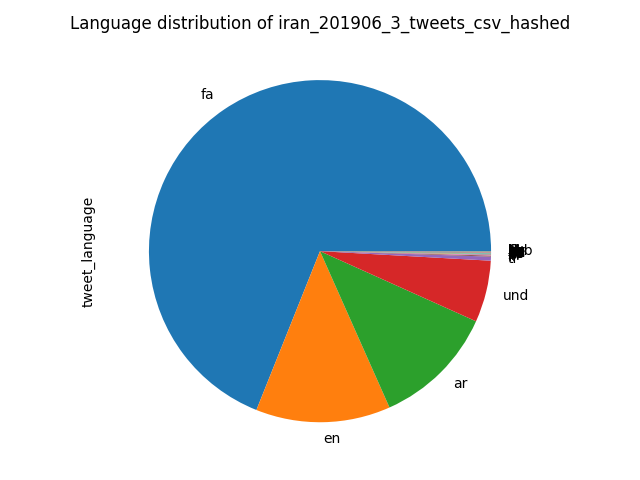 Language distribution of iran_201906_3_tweets_csv_hashed
fa
tweet_language
und
ar
en